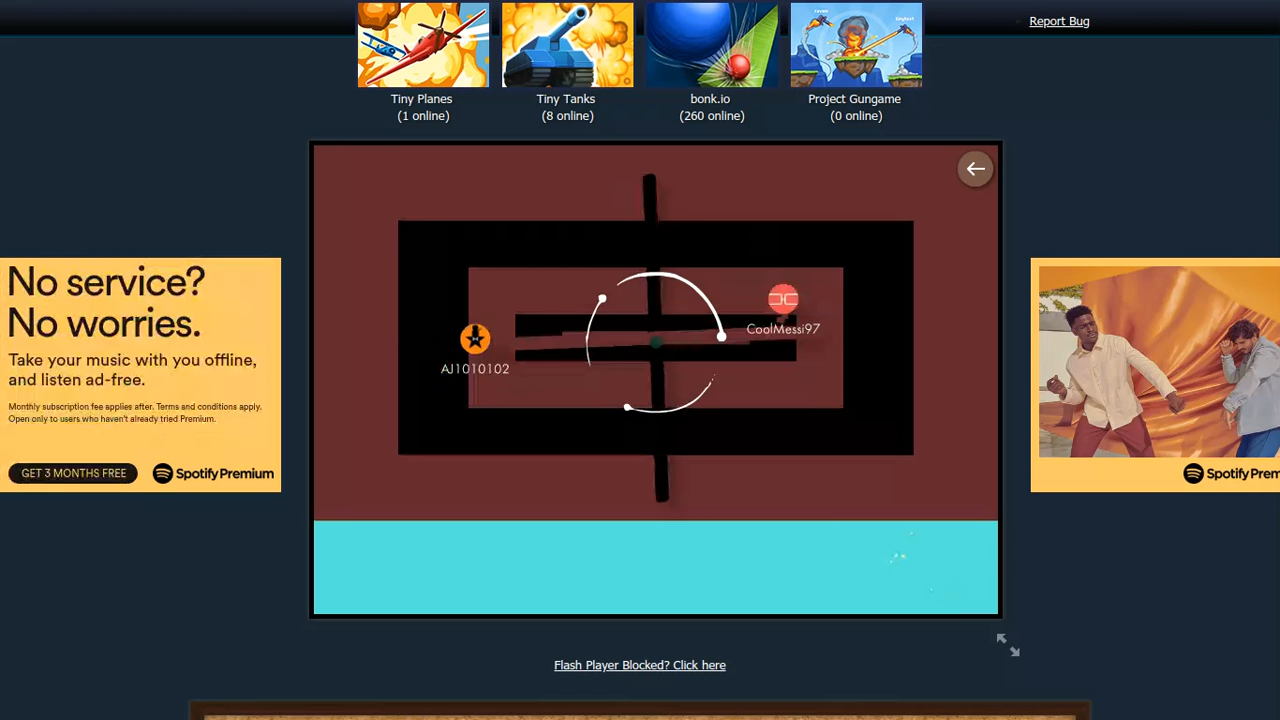 Report Bug
Tiny Planes
(1 online)
Tiny Tanks
(8 online)
bonk.io
(260 online)
Project Gungame
(0 online)
No service?
No worries.
Take your music with you offline,
and listen ad-free.
Monthly subscription fee applies after. Terms and conditions apply.
Open only to users who haven't already tried Premium.
GET 3 MONTHS FREE
Spotify Premium
CoolMessi97
AJ1010102
Spotify Prem
Flash Player Blocked? Click here